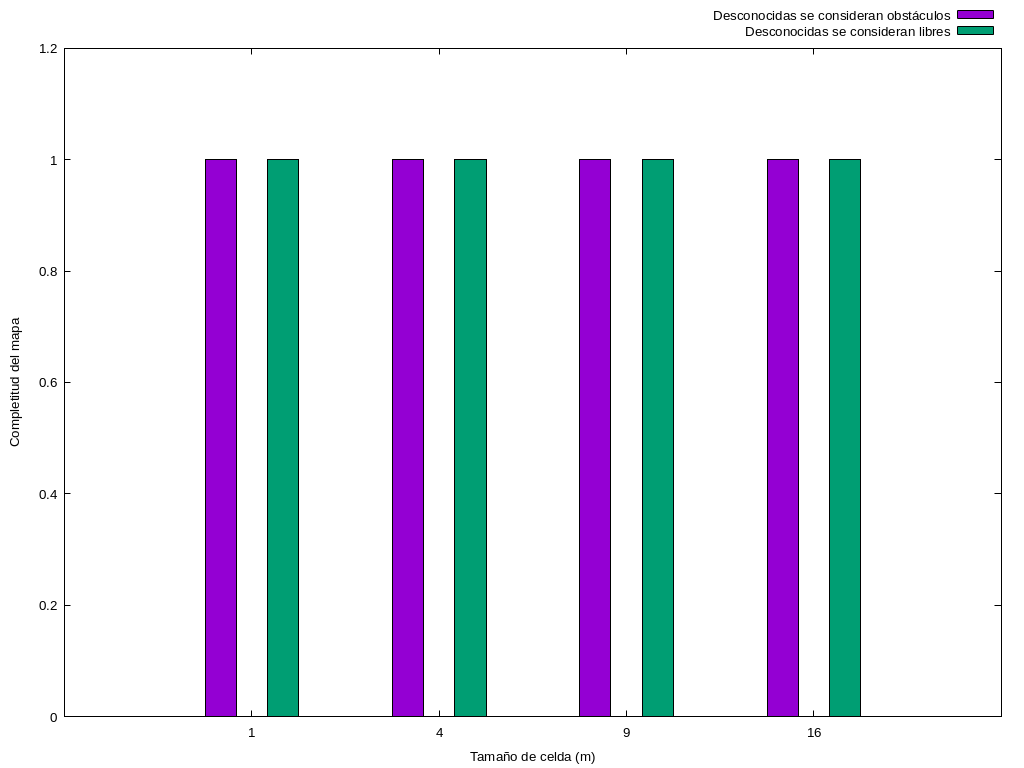 Desconocidas se consideran obstáculos
Desconocidas se consideran libres
1.2
1
0.8
0.6
0.4
0.2
0
Completitud del mapa
1 4 9 16
Tamaño de celda (m)